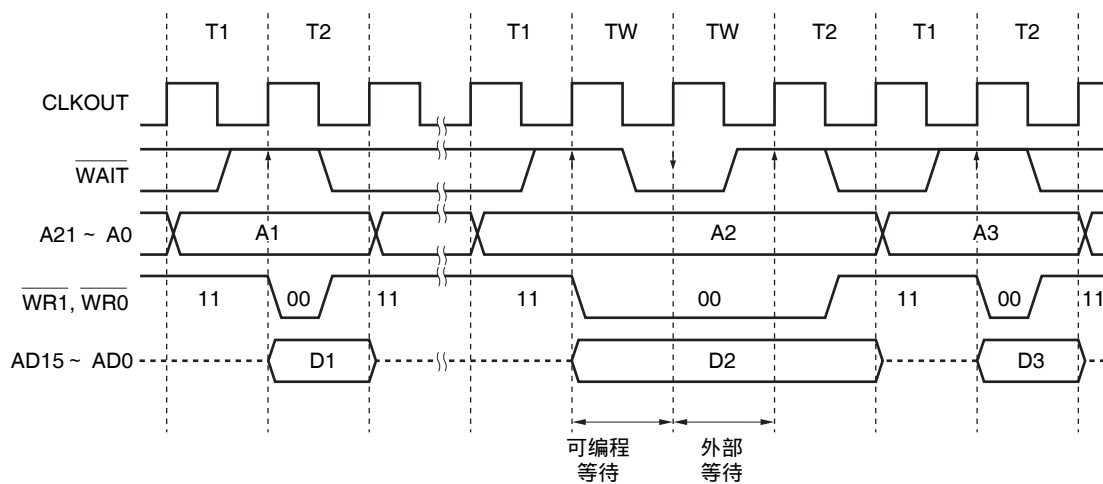 T1 T2 T1 TW TW T2 T1 T2
CLKOUT
WAIT
A21 ~ A0 A1 A2 A3
WR1, WR0 11 00 11 11 00 11 00 11
AD15 ~ AD0 D1 D2 D3
可编程 外部
等待 等待